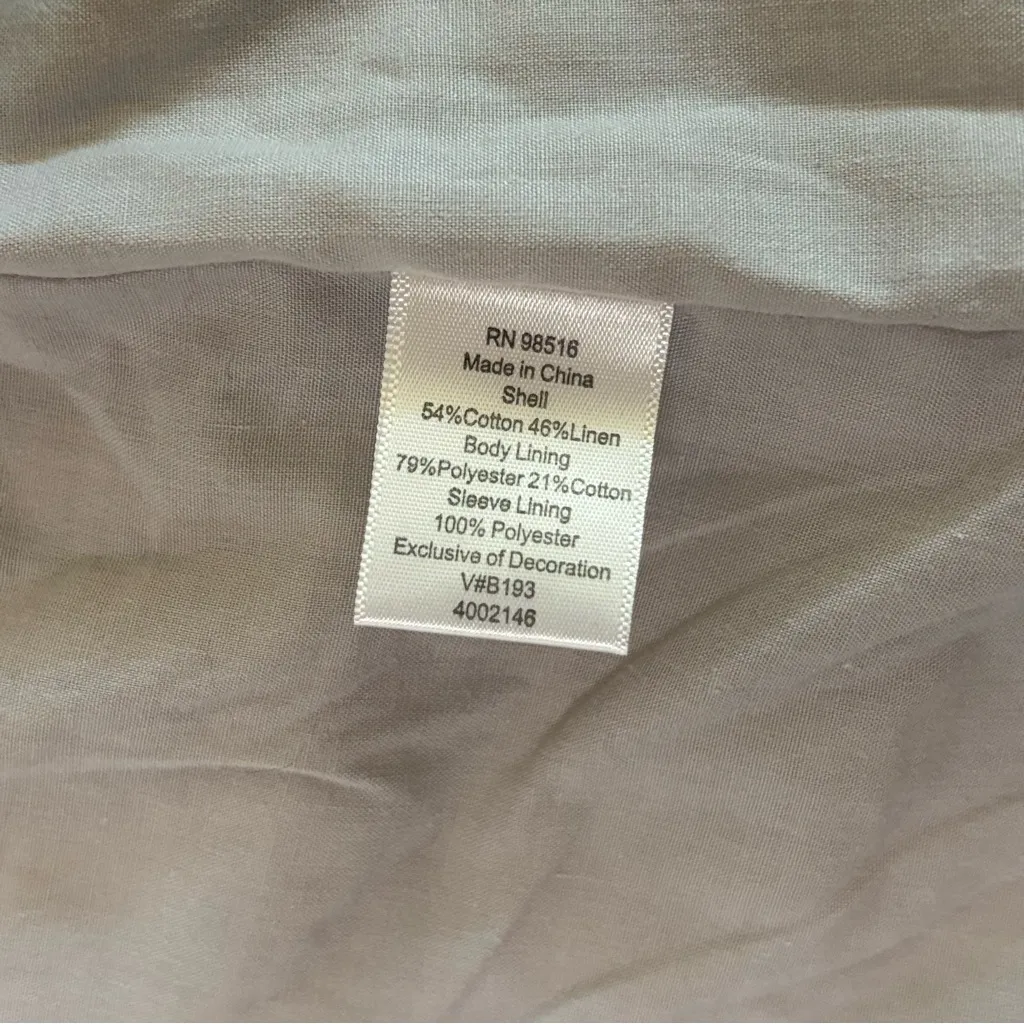 RN 98516
Made in China
Shell
54%Cotton 46%Linen
Body Lining
79%Polyester 21%Cotton
Sleeve Lining
100% Polyester
Exclusive of Decoration
V#B193
4002146